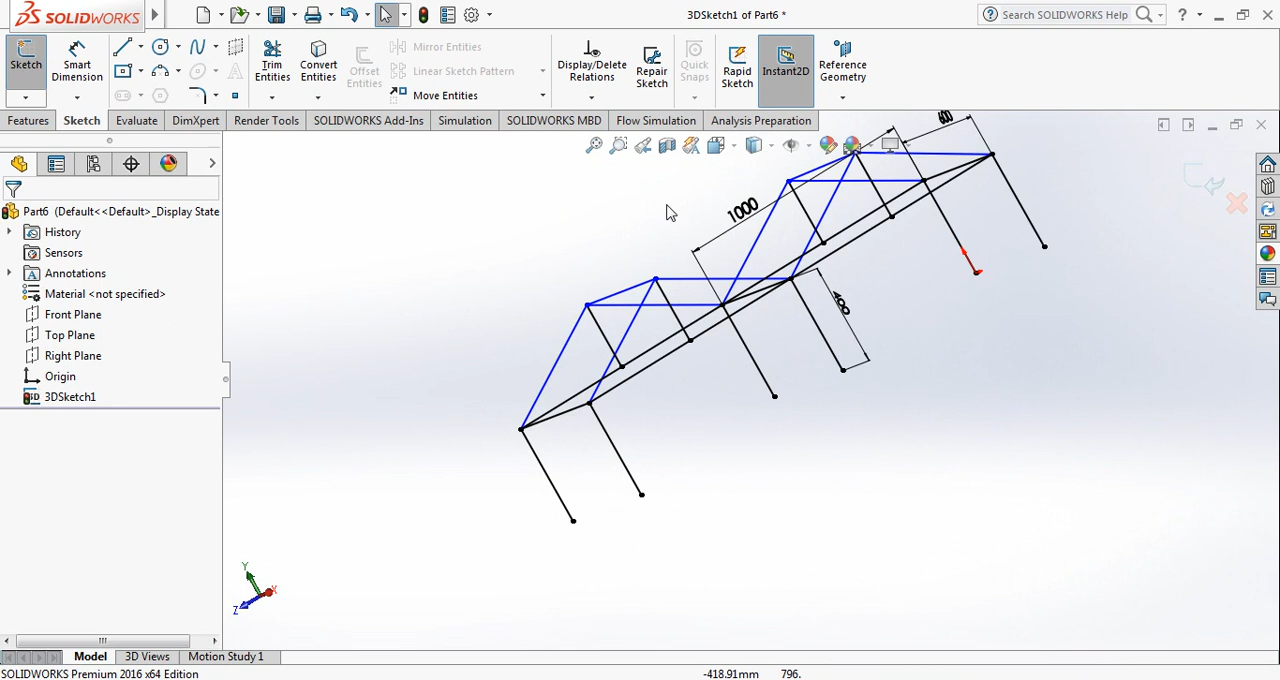 SOLIDWORKS
3DSketch1 of Part6 *
Search SOLIDWORKS Help
?
Sketch
Smart Dimension
Trim Entities
Convert Entities
Offset Entities
Mirror Entities
Linear Sketch Pattern
Move Entities
Display/Delete Relations
Repair Sketch
Quick Snaps
Rapid Sketch
Instant2D
Reference Geometry
Features
Sketch
Evaluate
DimXpert
Render Tools
SOLIDWORKS Add-Ins
Simulation
SOLIDWORKS MBD
Flow Simulation
Analysis Preparation
Part6 (Default<<Default>_Display State
History
Sensors
Annotations
Material <not specified>
Front Plane
Top Plane
Right Plane
Origin
3DSketch1
1000
600
400
Y
X
Z
Model
3D Views
Motion Study 1
SOLIDWORKS Premium 2016 x64 Edition
-418.91mm
796.